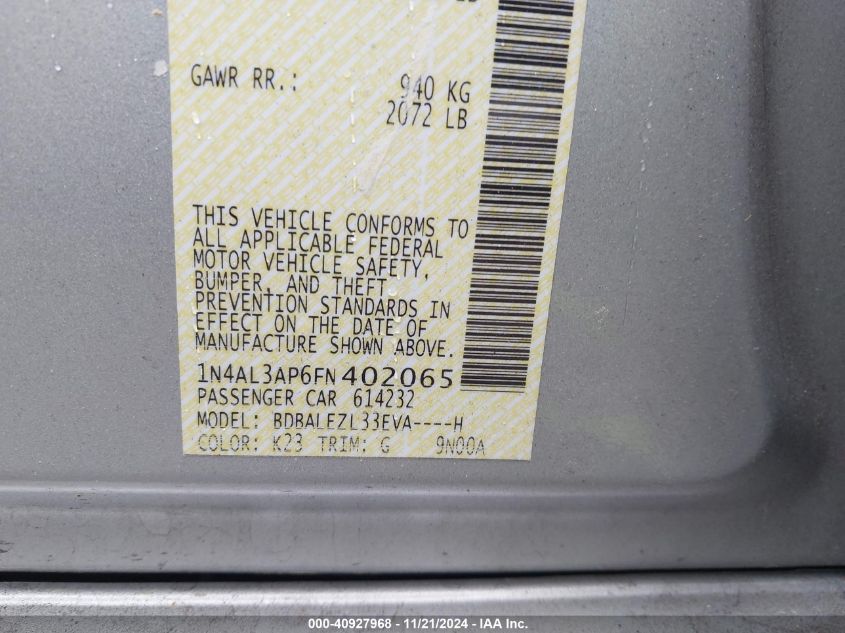 GAWR RR.: 940 KG
2072 LB
THIS VEHICLE CONFORMS TO
ALL APPLICABLE FEDERAL
MOTOR VEHICLE SAFETY,
BUMPER, AND THEFT
PREVENTION STANDARDS IN
EFFECT ON THE DATE OF
MANUFACTURE SHOWN ABOVE.
1N4AL3AP6FN402065
PASSENGER CAR 614232
MODEL: BDBALEZL33EVA----H
COLOR: K23 TRIM: G 9N00A
000-40927968 - 11/21/2024 - IAA Inc.